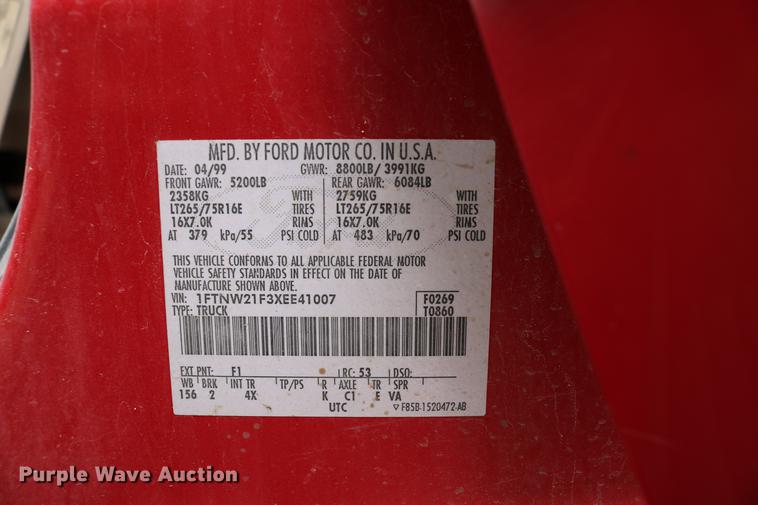 MFD. BY FORD MOTOR CO. IN U.S.A.
DATE: 04/99 GVWR: 8800LB/ 3991KG
FRONT GAWR: 5200LB REAR GAWR: 6084LB
2358KG WITH 2759KG WITH
LT265/75R16E TIRES LT265/75R16E TIRES
16X7.0K RIMS 16X7.0K RIMS
AT 379 kPa/55 PSI COLD AT 483 kPa/70 PSI COLD
THIS VEHICLE CONFORMS TO ALL APPLICABLE FEDERAL MOTOR
VEHICLE SAFETY STANDARDS IN EFFECT ON THE DATE OF
MANUFACTURE SHOWN ABOVE.
VIN: 1FTNW21F3XEE41007 F0269
TYPE: TRUCK T0860
EXT PNT: F1 RC: 53 DSO:
WB BRK INT TR TP/PS R AXLE TR SPR
156 2 4X K C1 E VA
UTC F85B-1520472-AB
Purple Wave Auction